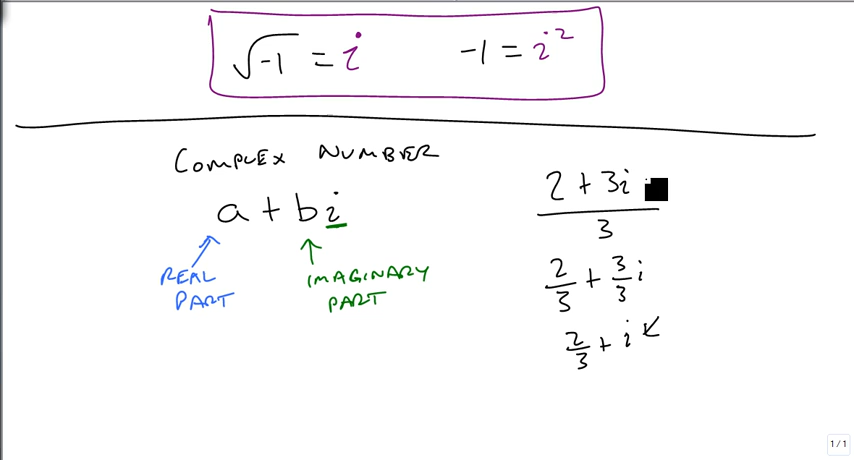 √-1 = i    -1 = i²
COMPLEX NUMBER
a + bi
REAL PART
IMAGINARY PART
2 + 3i
3
2/3 + 3/3 i
2/3 + i
1 / 1